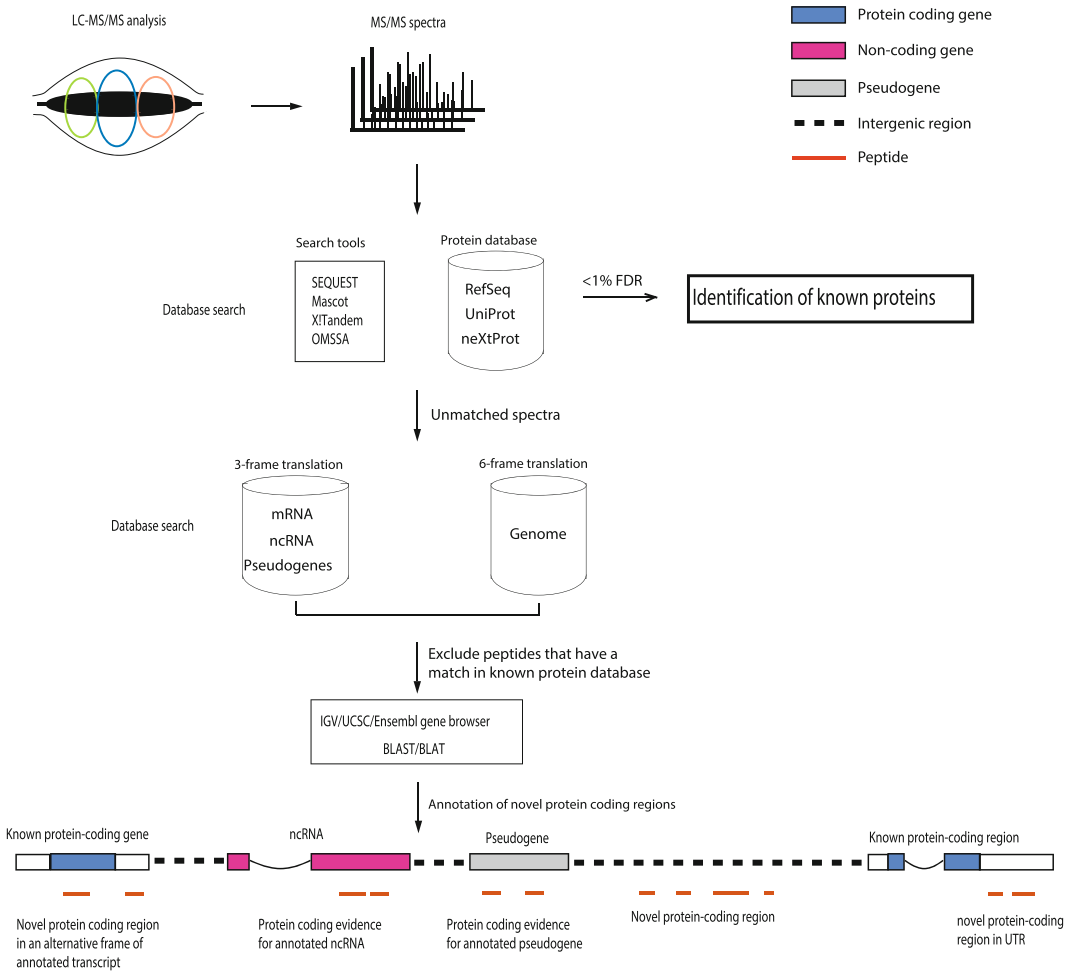 LC-MS/MS analysis
MS/MS spectra
Protein coding gene
Non-coding gene
Pseudogene
Intergenic region
Peptide
Search tools
SEQUEST
Mascot
X!Tandem
OMSSA
Protein database
RefSeq
UniProt
neXtProt
Database search
<1% FDR
Identification of known proteins
Unmatched spectra
3-frame translation
mRNA
ncRNA
Pseudogenes
6-frame translation
Genome
Database search
Exclude peptides that have a
match in known protein database
IGV/UCSC/Ensembl gene browser
BLAST/BLAT
Annotation of novel protein coding regions
Known protein-coding gene
ncRNA
Pseudogene
Known protein-coding region
Novel protein coding region
in an alternative frame of
annotated transcript
Protein coding evidence
for annotated ncRNA
Protein coding evidence
for annotated pseudogene
Novel protein-coding region
novel protein-coding
region in UTR